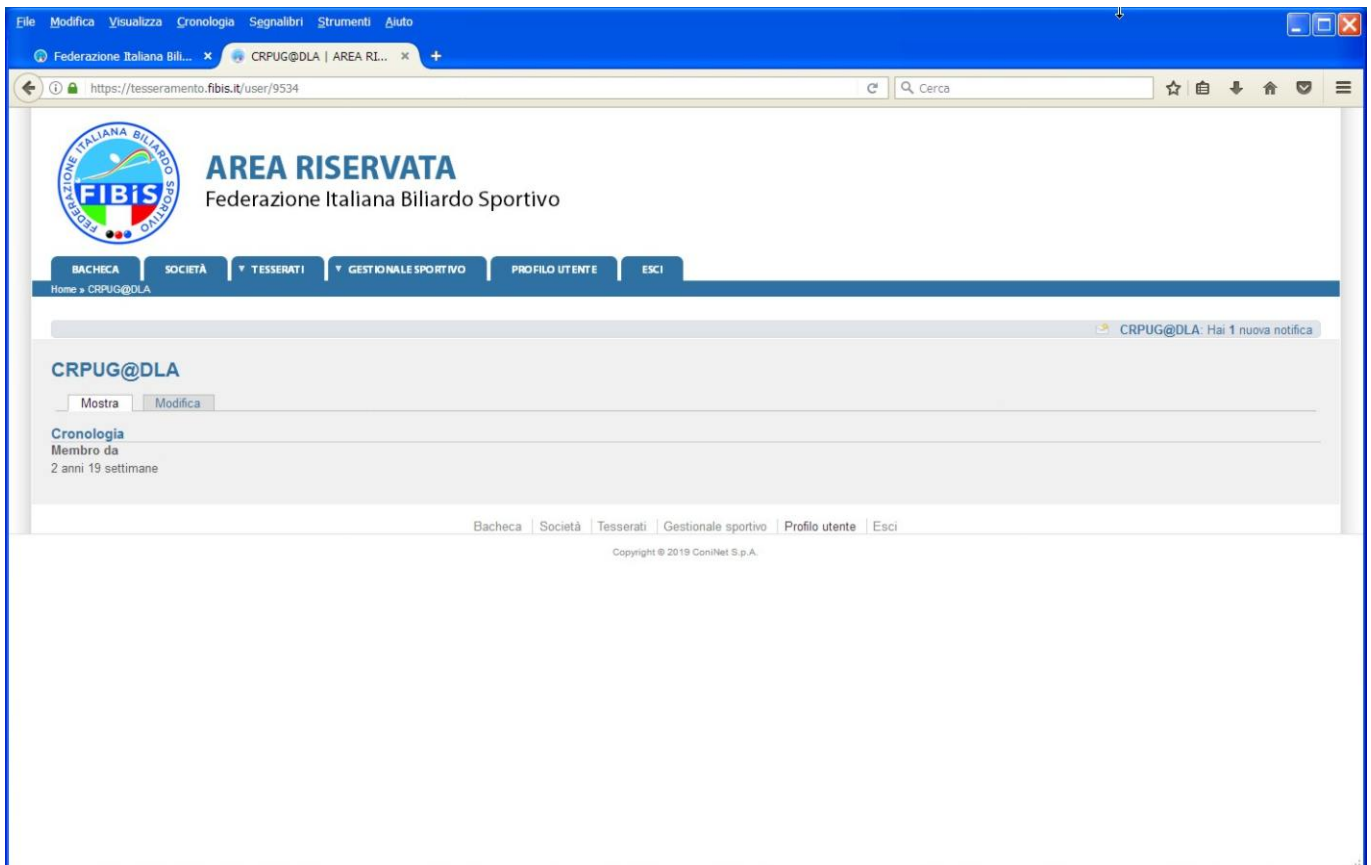 File Modifica Visualizza Cronologia Segnalibri Strumenti Aiuto
Federazione Italiana Bili... CRPUG@DLA | AREA RI...
https://tesseramento.fibis.it/user/9534 Cerca
FEDERAZIONE ITALIANA BILIARDO SPORTIVO
FIBiS
AREA RISERVATA
Federazione Italiana Biliardo Sportivo
BACHECA SOCIETÀ TESSERATI GESTIONALE SPORTIVO PROFILO UTENTE ESCI
Home » CRPUG@DLA
CRPUG@DLA: Hai 1 nuova notifica
CRPUG@DLA
Mostra Modifica
Cronologia
Membro da
2 anni 19 settimane
Bacheca Società Tesserati Gestionale sportivo Profilo utente Esci
Copyright © 2019 ConiNet S.p.A.